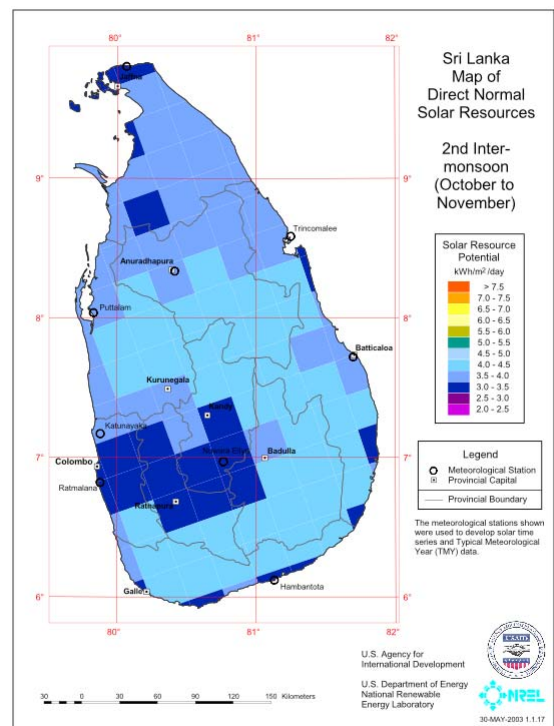 Sri Lanka
Map of
Direct Normal
Solar Resources
2nd Inter-
monsoon
(October to
November)
80° 81° 82°
Jaffna
9° 9°
Trincomalee
Anuradhapura
Puttalam
8° 8°
Batticaloa
Kurunegala
Kandy
Katunayaka
Nuwara Eliya
Badulla
7° 7°
Colombo
Ratmalana
Ratnapura
Hambantota
Galle
6° 6°
80° 81° 82°
Solar Resource
Potential
kWh/m²/day
> 7.5
7.0 - 7.5
6.5 - 7.0
6.0 - 6.5
5.5 - 6.0
5.0 - 5.5
4.5 - 5.0
4.0 - 4.5
3.5 - 4.0
3.0 - 3.5
2.5 - 3.0
2.0 - 2.5
Legend
Meteorological Station
Provincial Capital
Provincial Boundary
The meteorological stations shown
were used to develop solar time
series and Typical Meteorological
Year (TMY) data.
U.S. Agency for
International Development
U.S. Department of Energy
National Renewable
Energy Laboratory
USAID
NREL
30 0 30 60 90 120 150 Kilometers
30-MAY-2003 1.1.17